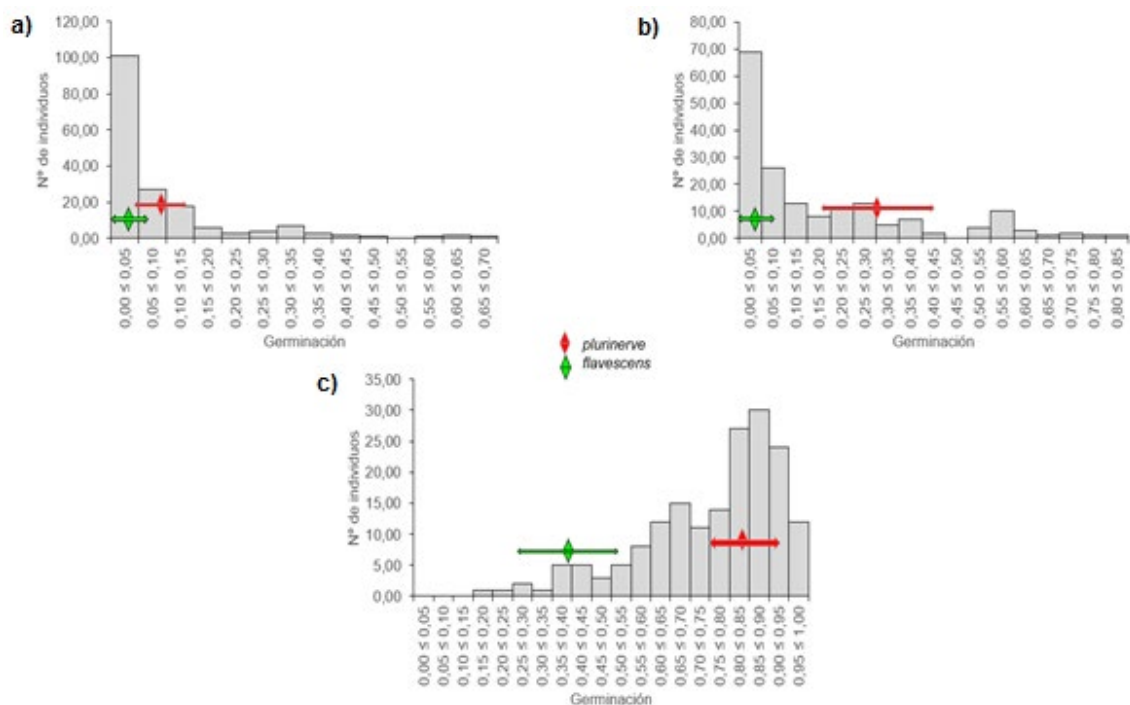 a)
Nº de individuos
120,00
100,00
80,00
60,00
40,00
20,00
0,00
0,00 ≤ 0,05
0,05 ≤ 0,10
0,10 ≤ 0,15
0,15 ≤ 0,20
0,20 ≤ 0,25
0,25 ≤ 0,30
0,30 ≤ 0,35
0,35 ≤ 0,40
0,40 ≤ 0,45
0,45 ≤ 0,50
0,50 ≤ 0,55
0,55 ≤ 0,60
0,60 ≤ 0,65
0,65 ≤ 0,70
Germinación
b)
Nº de individuos
80,00
70,00
60,00
50,00
40,00
30,00
20,00
10,00
0,00
0,00 ≤ 0,05
0,05 ≤ 0,10
0,10 ≤ 0,15
0,15 ≤ 0,20
0,20 ≤ 0,25
0,25 ≤ 0,30
0,30 ≤ 0,35
0,35 ≤ 0,40
0,40 ≤ 0,45
0,45 ≤ 0,50
0,50 ≤ 0,55
0,55 ≤ 0,60
0,60 ≤ 0,65
0,65 ≤ 0,70
0,70 ≤ 0,75
0,75 ≤ 0,80
0,80 ≤ 0,85
Germinación
plurinerve
flavescens
c)
Nº de individuos
35,00
30,00
25,00
20,00
15,00
10,00
5,00
0,00
0,00 ≤ 0,05
0,05 ≤ 0,10
0,10 ≤ 0,15
0,15 ≤ 0,20
0,20 ≤ 0,25
0,25 ≤ 0,30
0,30 ≤ 0,35
0,35 ≤ 0,40
0,40 ≤ 0,45
0,45 ≤ 0,50
0,50 ≤ 0,55
0,55 ≤ 0,60
0,60 ≤ 0,65
0,65 ≤ 0,70
0,70 ≤ 0,75
0,75 ≤ 0,80
0,80 ≤ 0,85
0,85 ≤ 0,90
0,90 ≤ 0,95
0,95 ≤ 1,00
Germinación